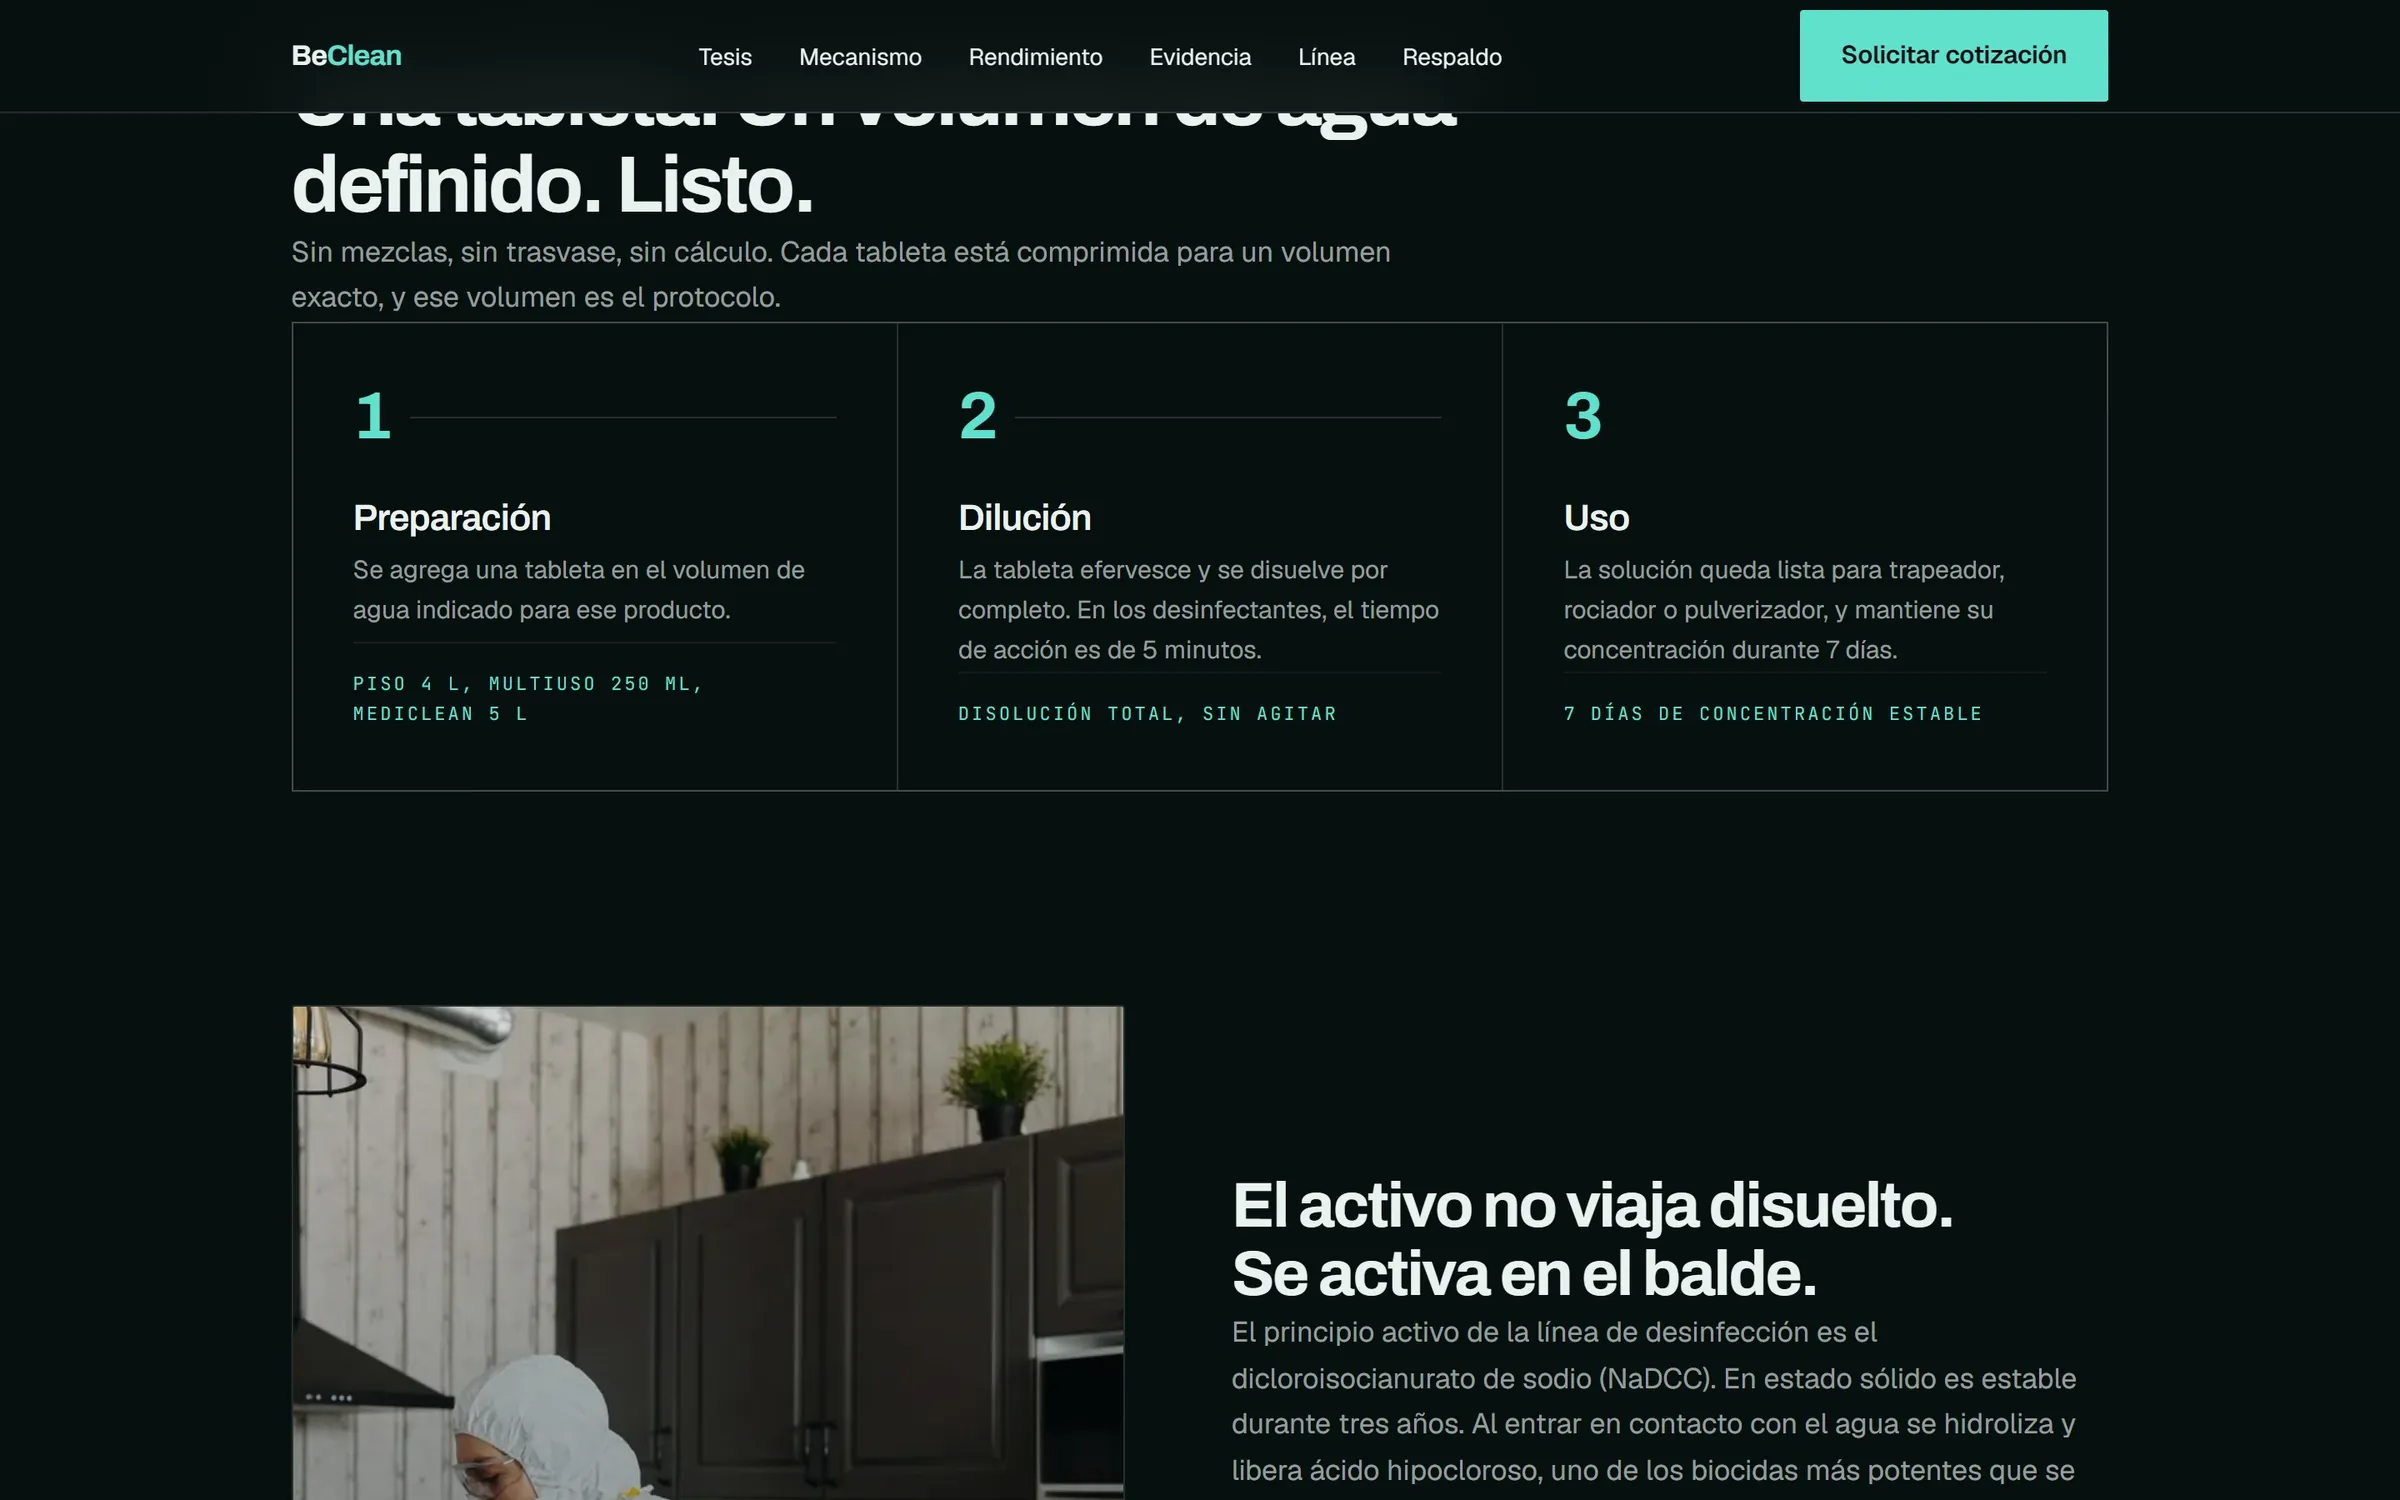 BeClean
Tesis
Mecanismo
Rendimiento
Evidencia
Línea
Respaldo
Solicitar cotización
Una tableta. Un volumen de agua
definido. Listo.
Sin mezclas, sin trasvase, sin cálculo. Cada tableta está comprimida para un volumen
exacto, y ese volumen es el protocolo.
1
Preparación
Se agrega una tableta en el volumen de
agua indicado para ese producto.
PISO 4 L, MULTIUSO 250 ML,
MEDICLEAN 5 L
2
Dilución
La tableta efervesce y se disuelve por
completo. En los desinfectantes, el tiempo
de acción es de 5 minutos.
DISOLUCIÓN TOTAL, SIN AGITAR
3
Uso
La solución queda lista para trapeador,
rociador o pulverizador, y mantiene su
concentración durante 7 días.
7 DÍAS DE CONCENTRACIÓN ESTABLE
El activo no viaja disuelto.
Se activa en el balde.
El principio activo de la línea de desinfección es el
dicloroisocianurato de sodio (NaDCC). En estado sólido es estable
durante tres años. Al entrar en contacto con el agua se hidroliza y
libera ácido hipocloroso, uno de los biocidas más potentes que se